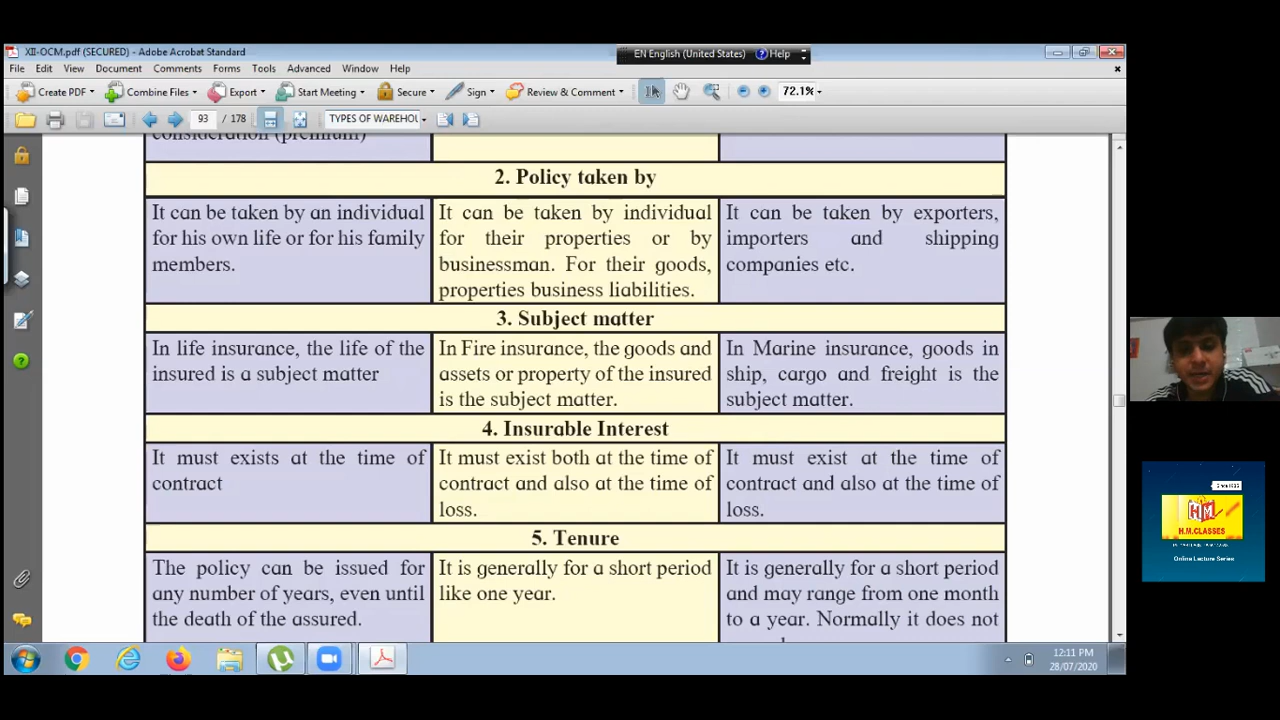 XII-OCM.pdf (SECURED) - Adobe Acrobat Standard
EN English (United States) Help
File Edit View Document Comments Forms Tools Advanced Window Help
Create PDF Combine Files Export Start Meeting Secure Sign Review & Comment 72.1%
93 / 178 TYPES OF WAREHOU
consideration (premium)
2. Policy taken by
It can be taken by an individual
for his own life or for his family
members.
It can be taken by individual
for their properties or by
businessman. For their goods,
properties business liabilities.
It can be taken by exporters,
importers and shipping
companies etc.
3. Subject matter
In life insurance, the life of the
insured is a subject matter
In Fire insurance, the goods and
assets or property of the insured
is the subject matter.
In Marine insurance, goods in
ship, cargo and freight is the
subject matter.
4. Insurable Interest
It must exists at the time of
contract
It must exist both at the time of
contract and also at the time of
loss.
It must exist at the time of
contract and also at the time of
loss.
5. Tenure
The policy can be issued for
any number of years, even until
the death of the assured.
It is generally for a short period
like one year.
It is generally for a short period
and may range from one month
to a year. Normally it does not
HM
H.M.CLASSES
Online Lecture Series
12:11 PM
28/07/2020